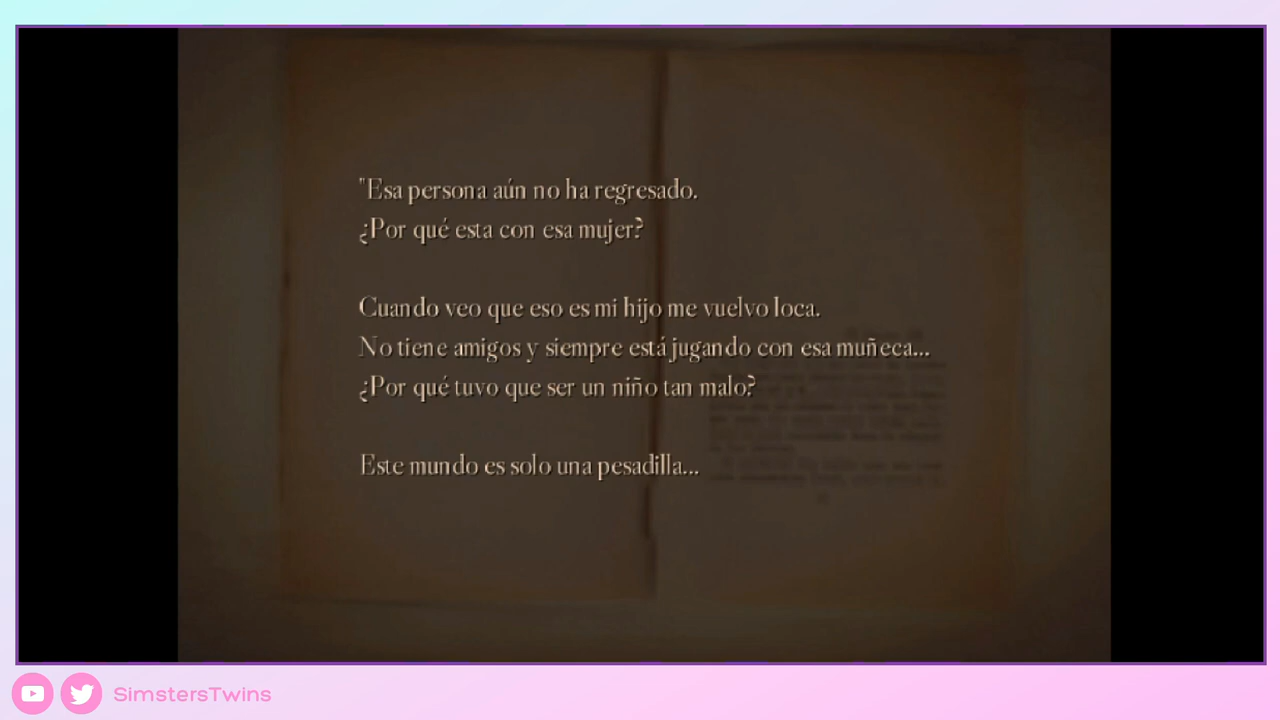 "Esa persona aún no ha regresado.
¿Por qué esta con esa mujer?
Cuando veo que eso es mi hijo me vuelvo loca.
No tiene amigos y siempre está jugando con esa muñeca...
¿Por qué tuvo que ser un niño tan malo?
Este mundo es solo una pesadilla...
SimstersTwins